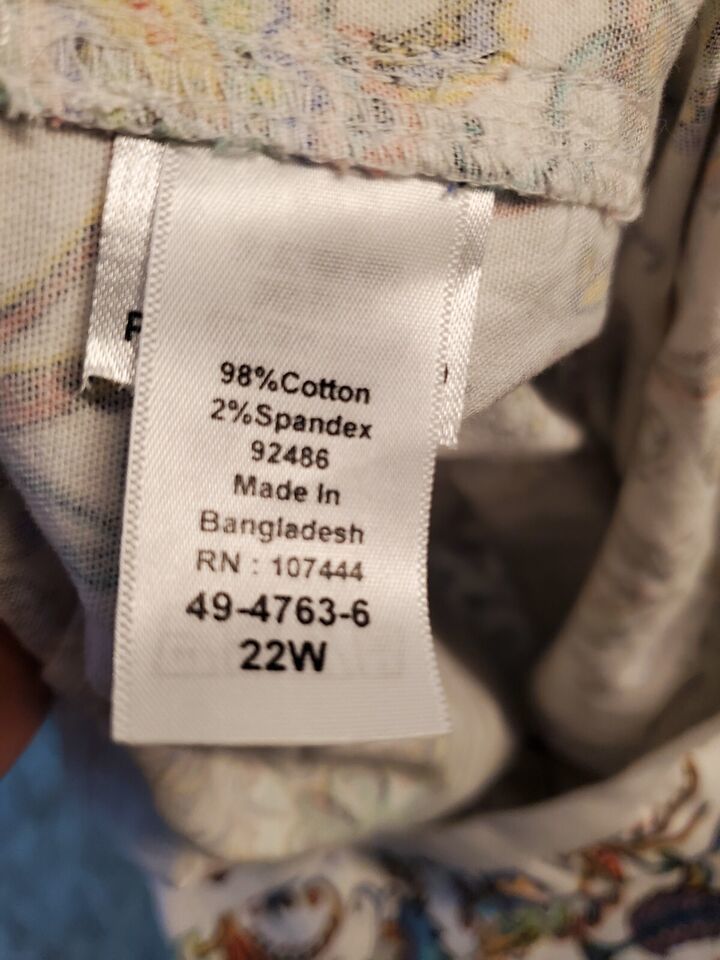 98%Cotton
2%Spandex
92486
Made In
Bangladesh
RN : 107444
49-4763-6
22W